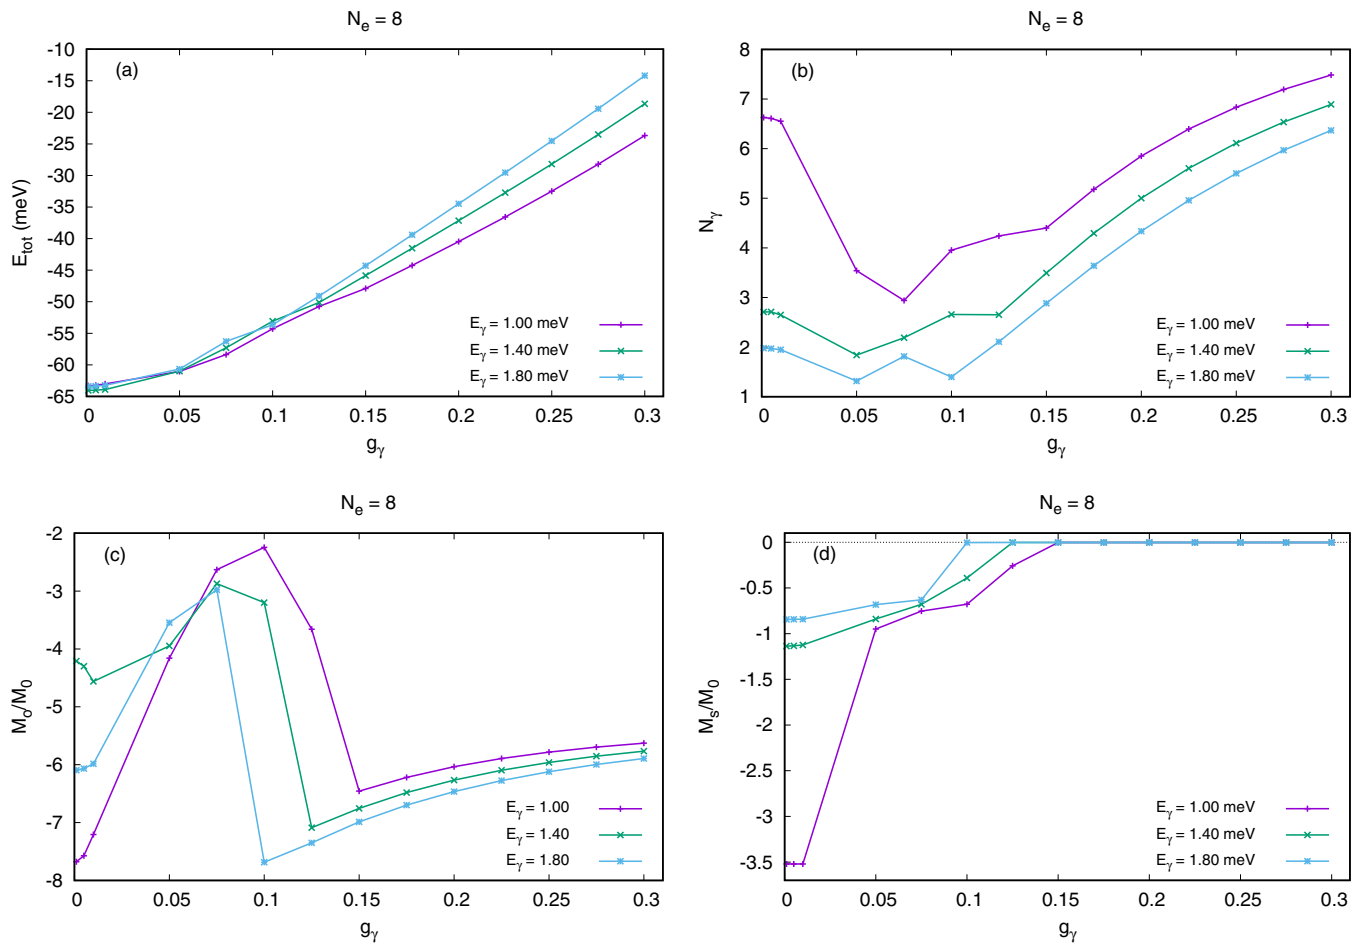 N_e = 8
(a)
E_tot (meV)
-10
-15
-20
-25
-30
-35
-40
-45
-50
-55
-60
-65
E_γ = 1.00 meV
E_γ = 1.40 meV
E_γ = 1.80 meV
0 0.05 0.1 0.15 0.2 0.25 0.3
g_γ
N_e = 8
(b)
N_γ
8
7
6
5
4
3
2
1
E_γ = 1.00 meV
E_γ = 1.40 meV
E_γ = 1.80 meV
0 0.05 0.1 0.15 0.2 0.25 0.3
g_γ
N_e = 8
(c)
M_o/M_0
-2
-3
-4
-5
-6
-7
-8
E_γ = 1.00
E_γ = 1.40
E_γ = 1.80
0 0.05 0.1 0.15 0.2 0.25 0.3
g_γ
N_e = 8
(d)
M_s/M_0
0
-0.5
-1
-1.5
-2
-2.5
-3
-3.5
E_γ = 1.00 meV
E_γ = 1.40 meV
E_γ = 1.80 meV
0 0.05 0.1 0.15 0.2 0.25 0.3
g_γ